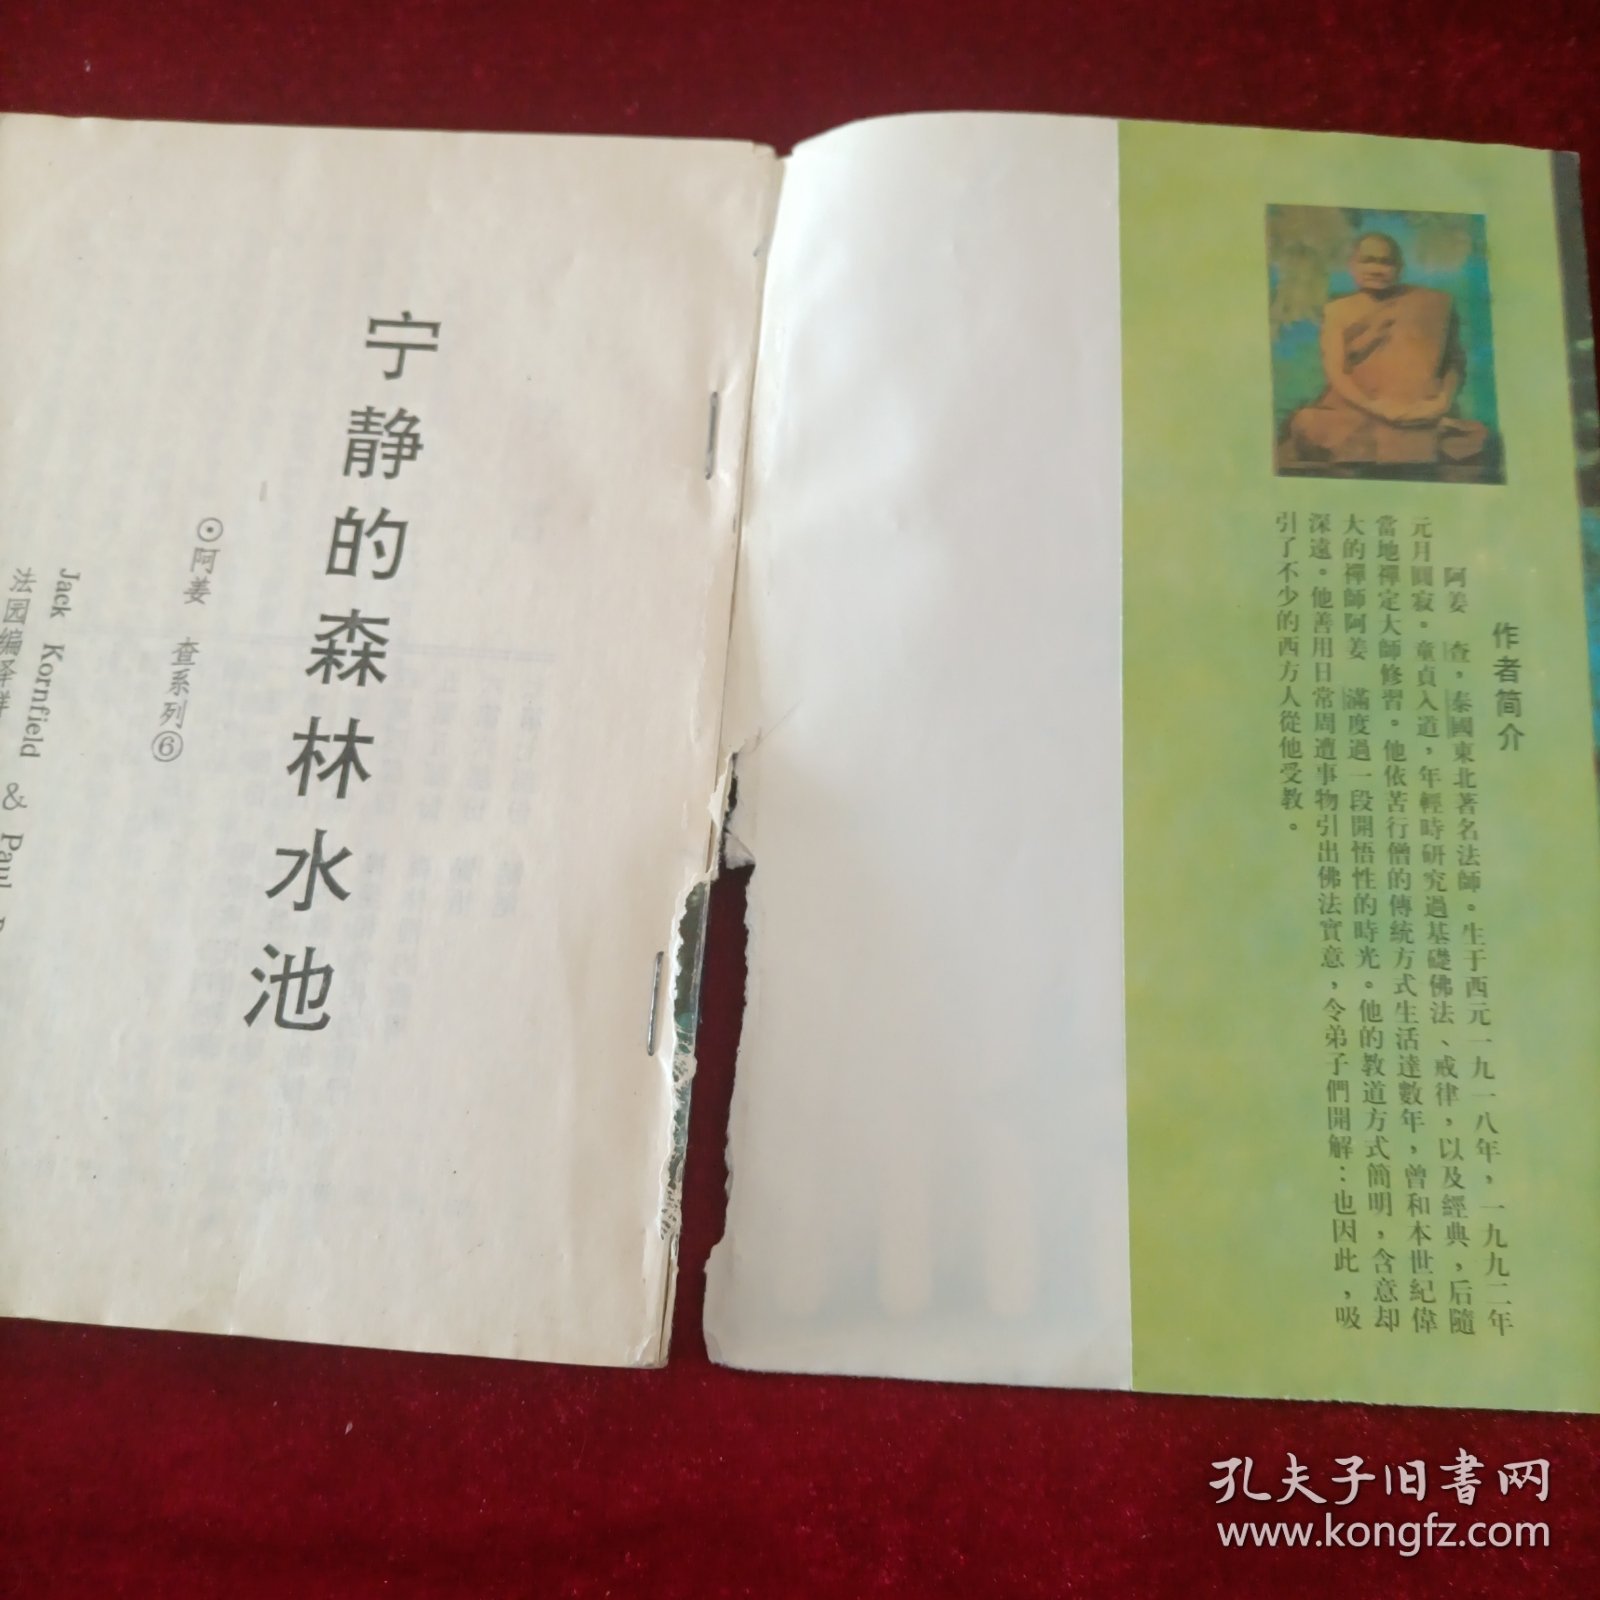 作者简介
阿姜 查，泰國東北著名法師。生于西元一九一八年，一九九二年
元月圓寂。童貞入道，年輕時研究過基礎佛法、戒律，以及經典，后隨
當地禪定大師修習。他依苦行僧的傳統方式生活達數年，曾和本世紀偉
大的禪師阿姜 滿度過一段開悟性的時光。他的教道方式簡明，含意却
深遠。他善用日常周遭事物引出佛法實意，令弟子們開解：也因此，吸
引了不少的西方人從他受教。
宁静的森林水池
⊙阿姜 查系列⑥
Jack Kornfield & Paul
法园编译群
孔夫子旧書网
www.kongfz.com